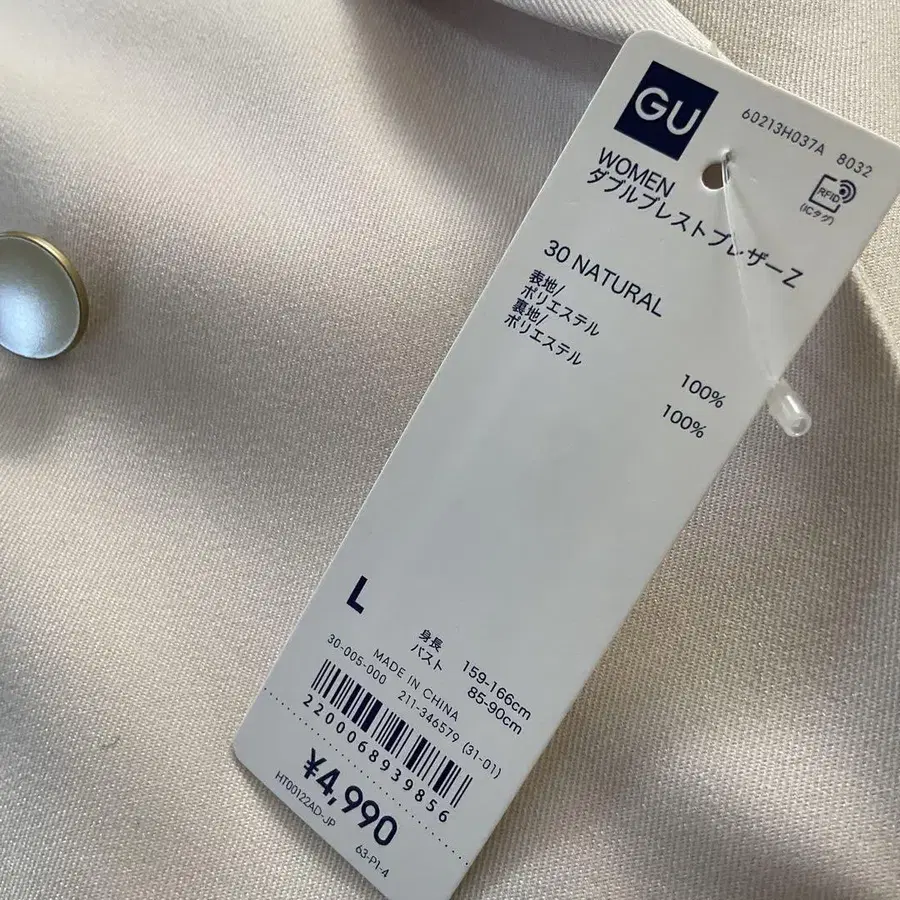 GU
60213H037A 8032
RFID
(ICタグ)
WOMEN
ダブルブレストブレザーZ
30 NATURAL
表地/
ポリエステル 100%
裏地/
ポリエステル 100%
L
身長 159-166cm
バスト 85-90cm
MADE IN CHINA
30-005-000 211-346579 (31-01)
2200068939856
¥4,990
HT00122AD-JP 63-P1-4